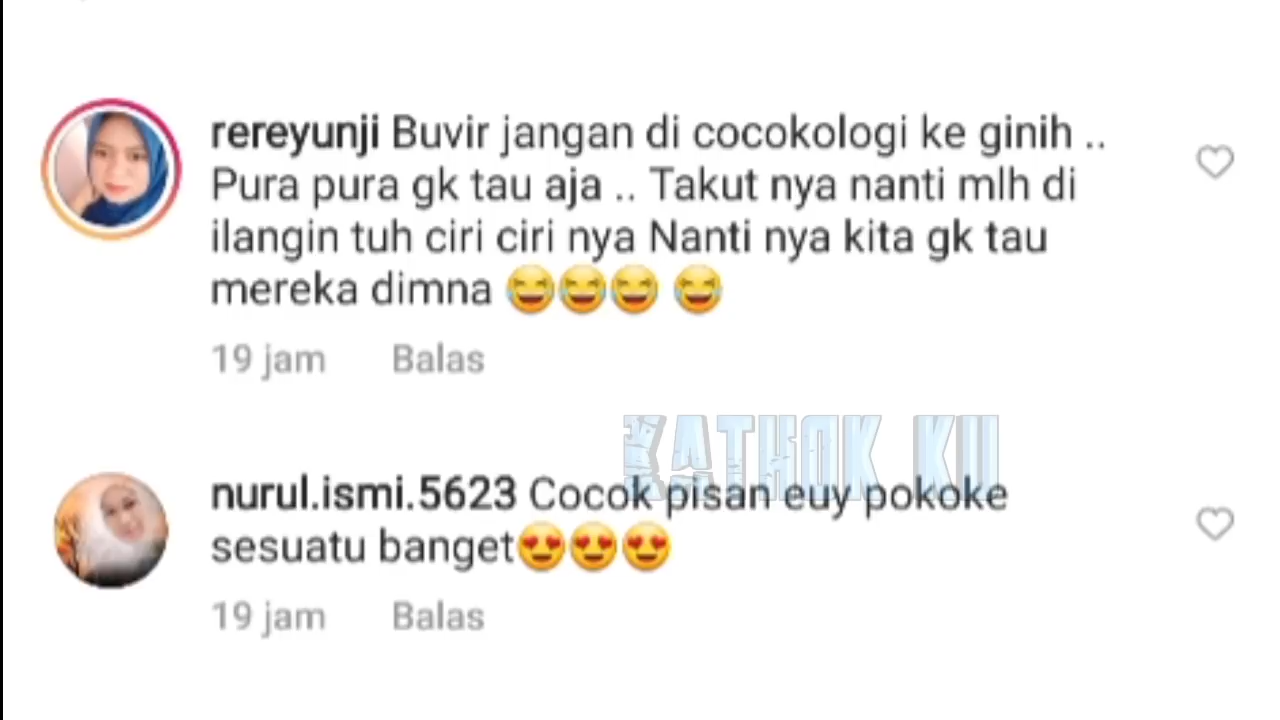 rereyunji Buvir jangan di cocokologi ke ginih ..
Pura pura gk tau aja .. Takut nya nanti mlh di
ilangin tuh ciri ciri nya Nanti nya kita gk tau
mereka dimna 😆😆😆 😆
19 jam Balas
KATHOK KU
nurul.ismi.5623 Cocok pisan euy pokoke
sesuatu banget😍😍😍
19 jam Balas